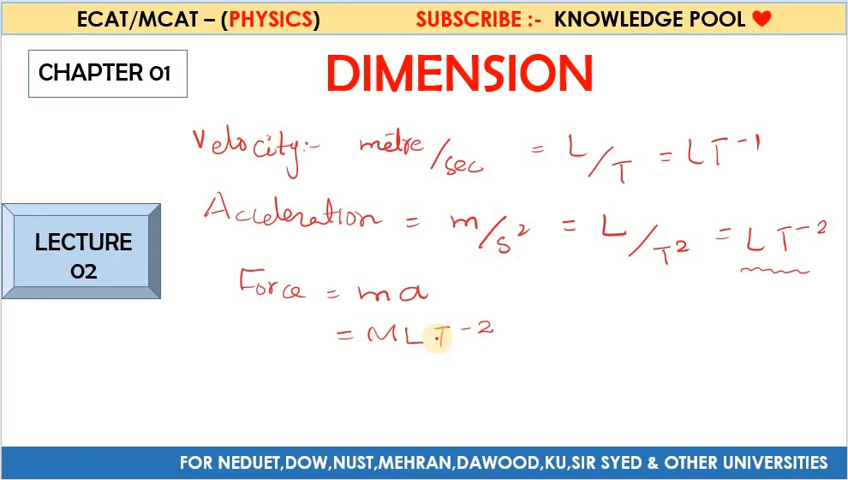 ECAT/MCAT – (PHYSICS) SUBSCRIBE :- KNOWLEDGE POOL ❤
CHAPTER 01
DIMENSION
Velocity:- metre/sec = L/T = LT⁻¹
Accleration = m/s² = L/T² = LT⁻²
LECTURE
02
Force = ma
= MLT⁻²
FOR NEDUET,DOW,NUST,MEHRAN,DAWOOD,KU,SIR SYED & OTHER UNIVERSITIES